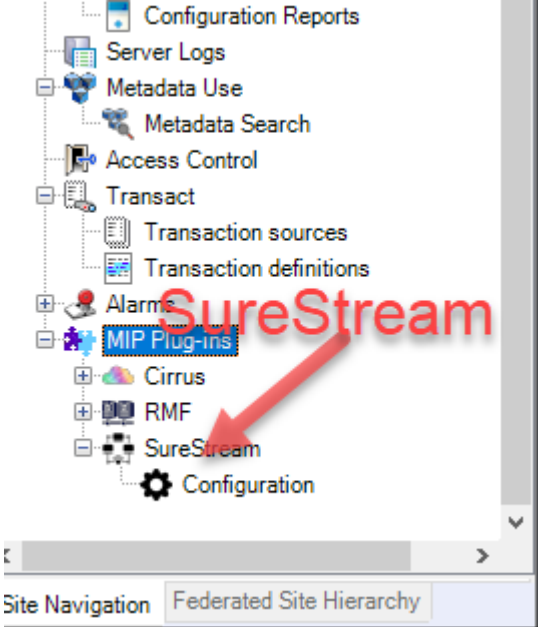 Configuration Reports
Server Logs
Metadata Use
Metadata Search
Access Control
Transact
Transaction sources
Transaction definitions
Alarms
SureStream
MIP Plug-ins
Cirrus
RMF
SureStream
Configuration
Site Navigation
Federated Site Hierarchy